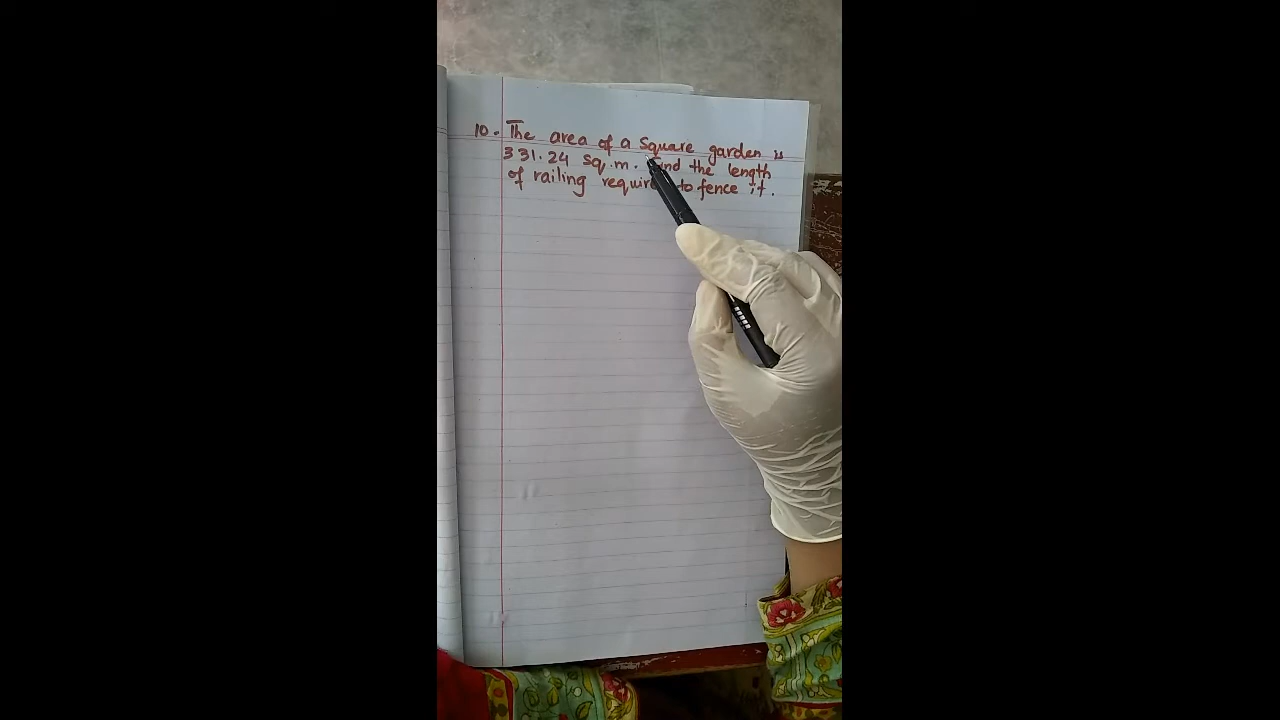 10. The area of a Square garden is
331.24 sq.m. Find the length
of railing required to fence it.